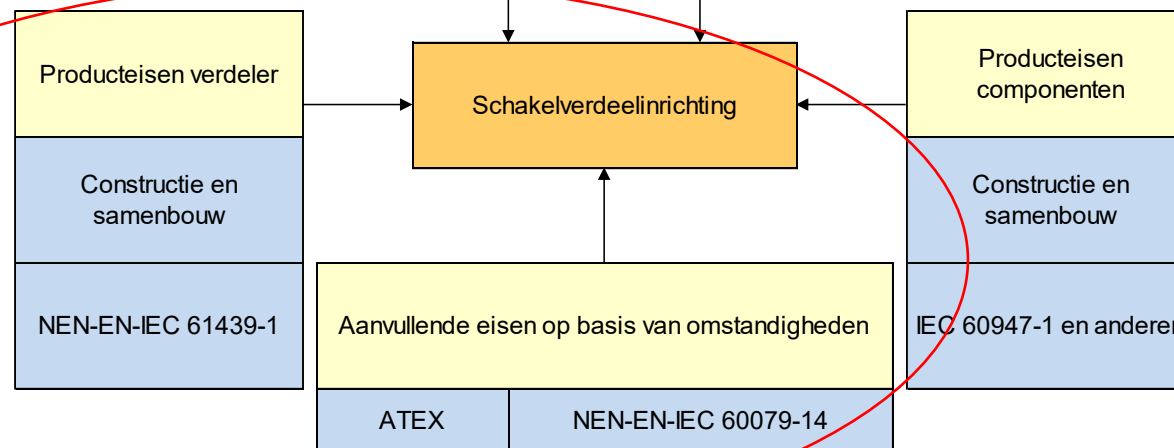 Producteisen verdeler
Constructie en
samenbouw
NEN-EN-IEC 61439-1
Schakelverdeelinrichting
Producteisen
componenten
Constructie en
samenbouw
IEC 60947-1 en anderen
Aanvullende eisen op basis van omstandigheden
ATEX
NEN-EN-IEC 60079-14